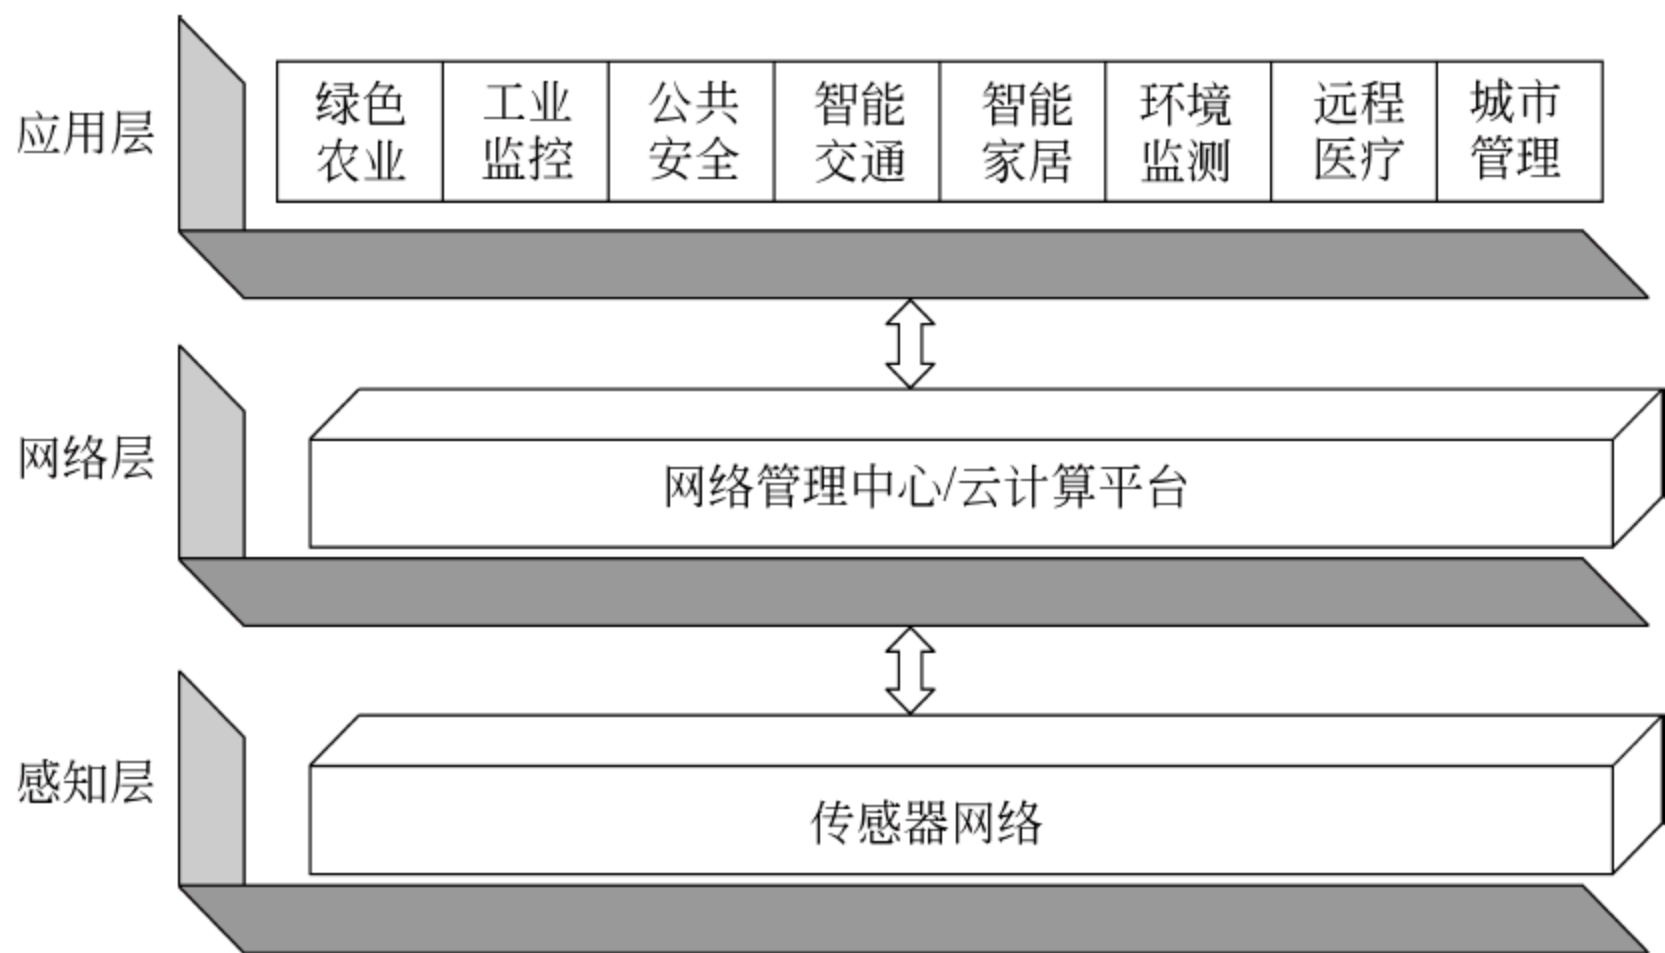 绿色 工业 公共 智能 智能 环境 远程 城市
应用层
农业 监控 安全 交通 家居 监测 医疗 管理
网络层
网络管理中心/云计算平台
感知层
传感器网络